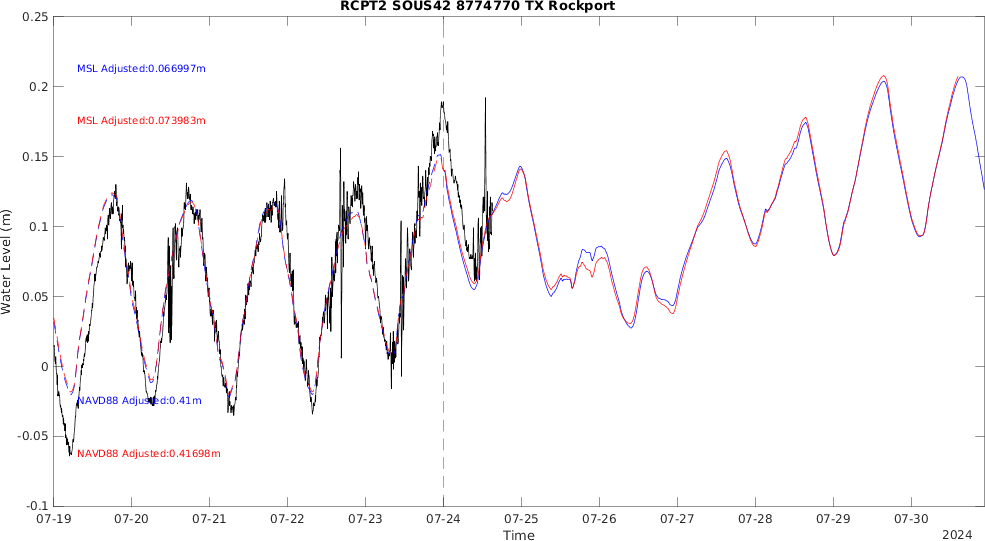 RCPT2 SOUS42 8774770 TX Rockport
0.25
MSL Adjusted:0.066997m
0.2
MSL Adjusted:0.073983m
0.15
0.1
Water Level (m)
0.05
0
NAVD88 Adjusted:0.41m
-0.05
NAVD88 Adjusted:0.41698m
-0.1
07-19 07-20 07-21 07-22 07-23 07-24 07-25 07-26 07-27 07-28 07-29 07-30
Time
2024